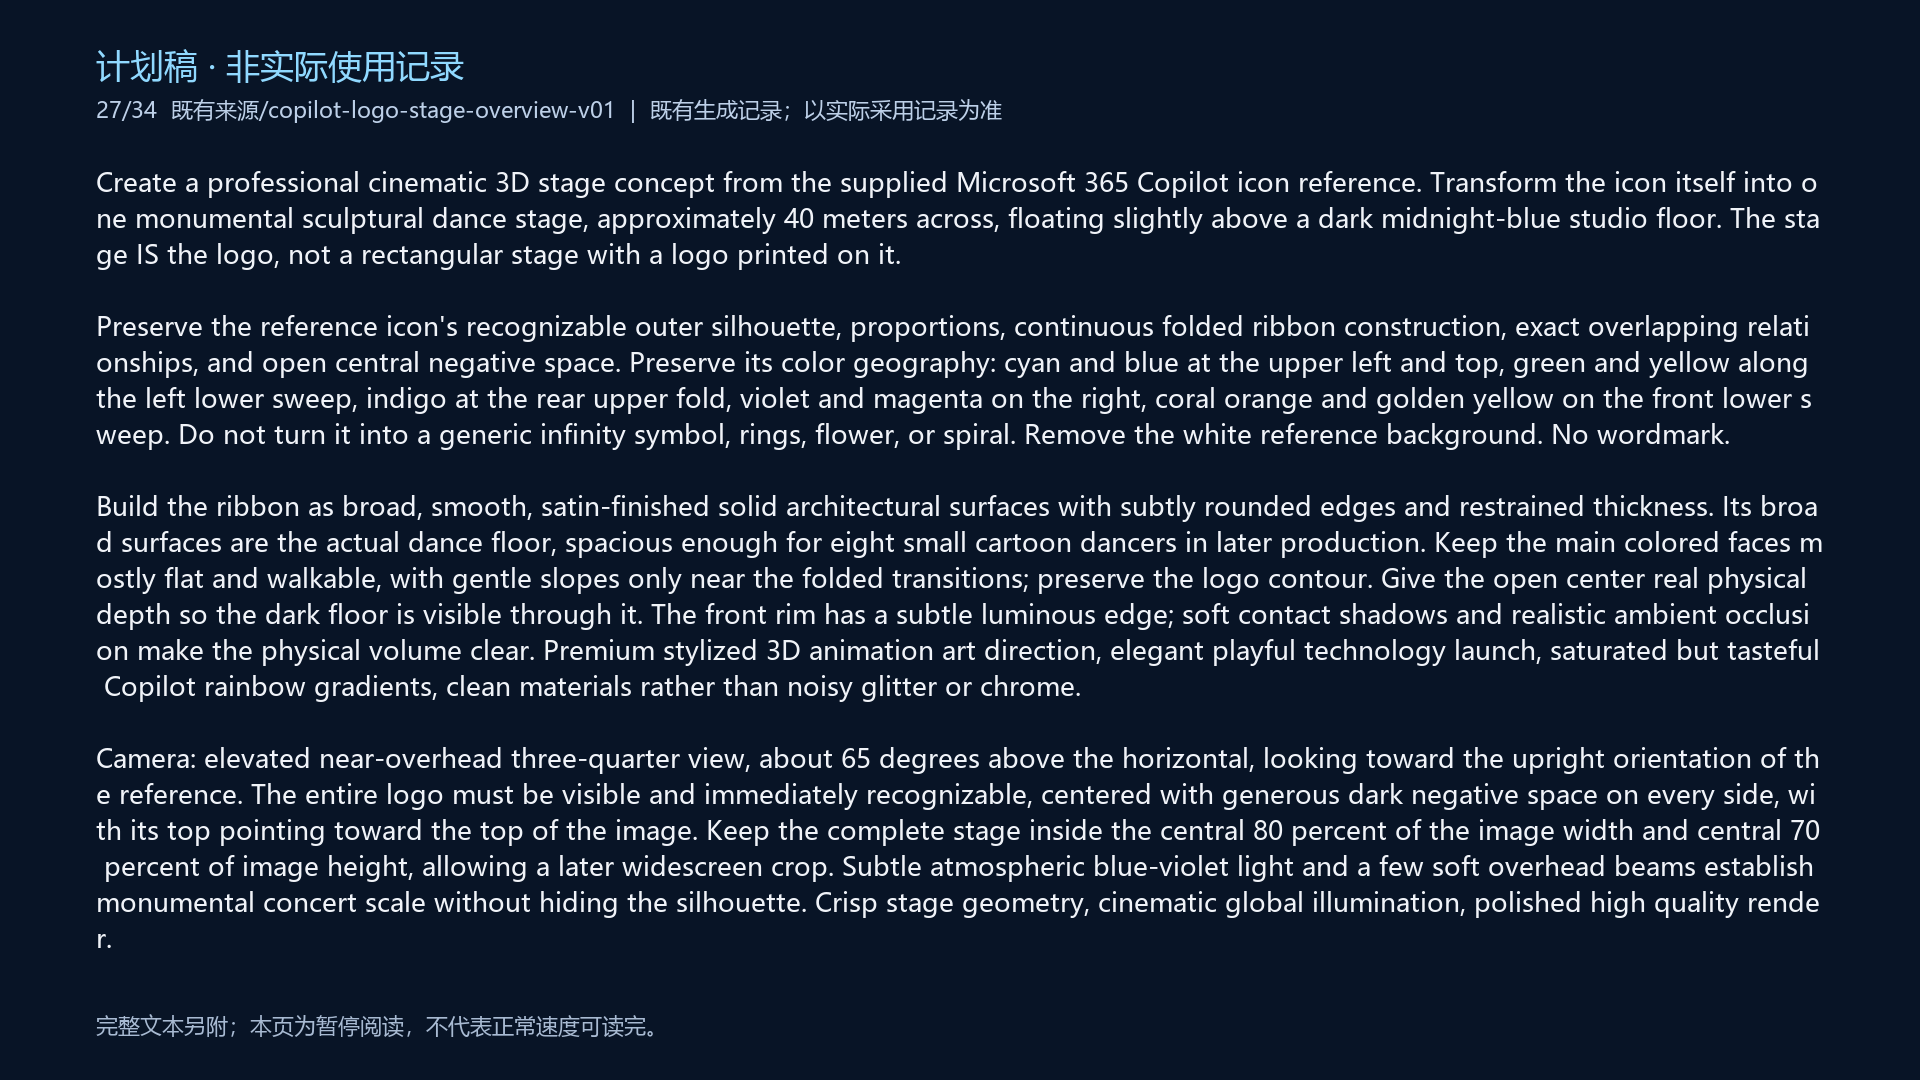 计划稿 · 非实际使用记录
27/34 既有来源/copilot-logo-stage-overview-v01 | 既有生成记录；以实际采用记录为准
Create a professional cinematic 3D stage concept from the supplied Microsoft 365 Copilot icon reference. Transform the icon itself into o
ne monumental sculptural dance stage, approximately 40 meters across, floating slightly above a dark midnight-blue studio floor. The sta
ge IS the logo, not a rectangular stage with a logo printed on it.
Preserve the reference icon's recognizable outer silhouette, proportions, continuous folded ribbon construction, exact overlapping relati
onships, and open central negative space. Preserve its color geography: cyan and blue at the upper left and top, green and yellow along
the left lower sweep, indigo at the rear upper fold, violet and magenta on the right, coral orange and golden yellow on the front lower s
weep. Do not turn it into a generic infinity symbol, rings, flower, or spiral. Remove the white reference background. No wordmark.
Build the ribbon as broad, smooth, satin-finished solid architectural surfaces with subtly rounded edges and restrained thickness. Its broa
d surfaces are the actual dance floor, spacious enough for eight small cartoon dancers in later production. Keep the main colored faces m
ostly flat and walkable, with gentle slopes only near the folded transitions; preserve the logo contour. Give the open center real physical
depth so the dark floor is visible through it. The front rim has a subtle luminous edge; soft contact shadows and realistic ambient occlusi
on make the physical volume clear. Premium stylized 3D animation art direction, elegant playful technology launch, saturated but tasteful
Copilot rainbow gradients, clean materials rather than noisy glitter or chrome.
Camera: elevated near-overhead three-quarter view, about 65 degrees above the horizontal, looking toward the upright orientation of th
e reference. The entire logo must be visible and immediately recognizable, centered with generous dark negative space on every side, wi
th its top pointing toward the top of the image. Keep the complete stage inside the central 80 percent of the image width and central 70
percent of image height, allowing a later widescreen crop. Subtle atmospheric blue-violet light and a few soft overhead beams establish
monumental concert scale without hiding the silhouette. Crisp stage geometry, cinematic global illumination, polished high quality rende
r.
完整文本另附；本页为暂停阅读，不代表正常速度可读完。